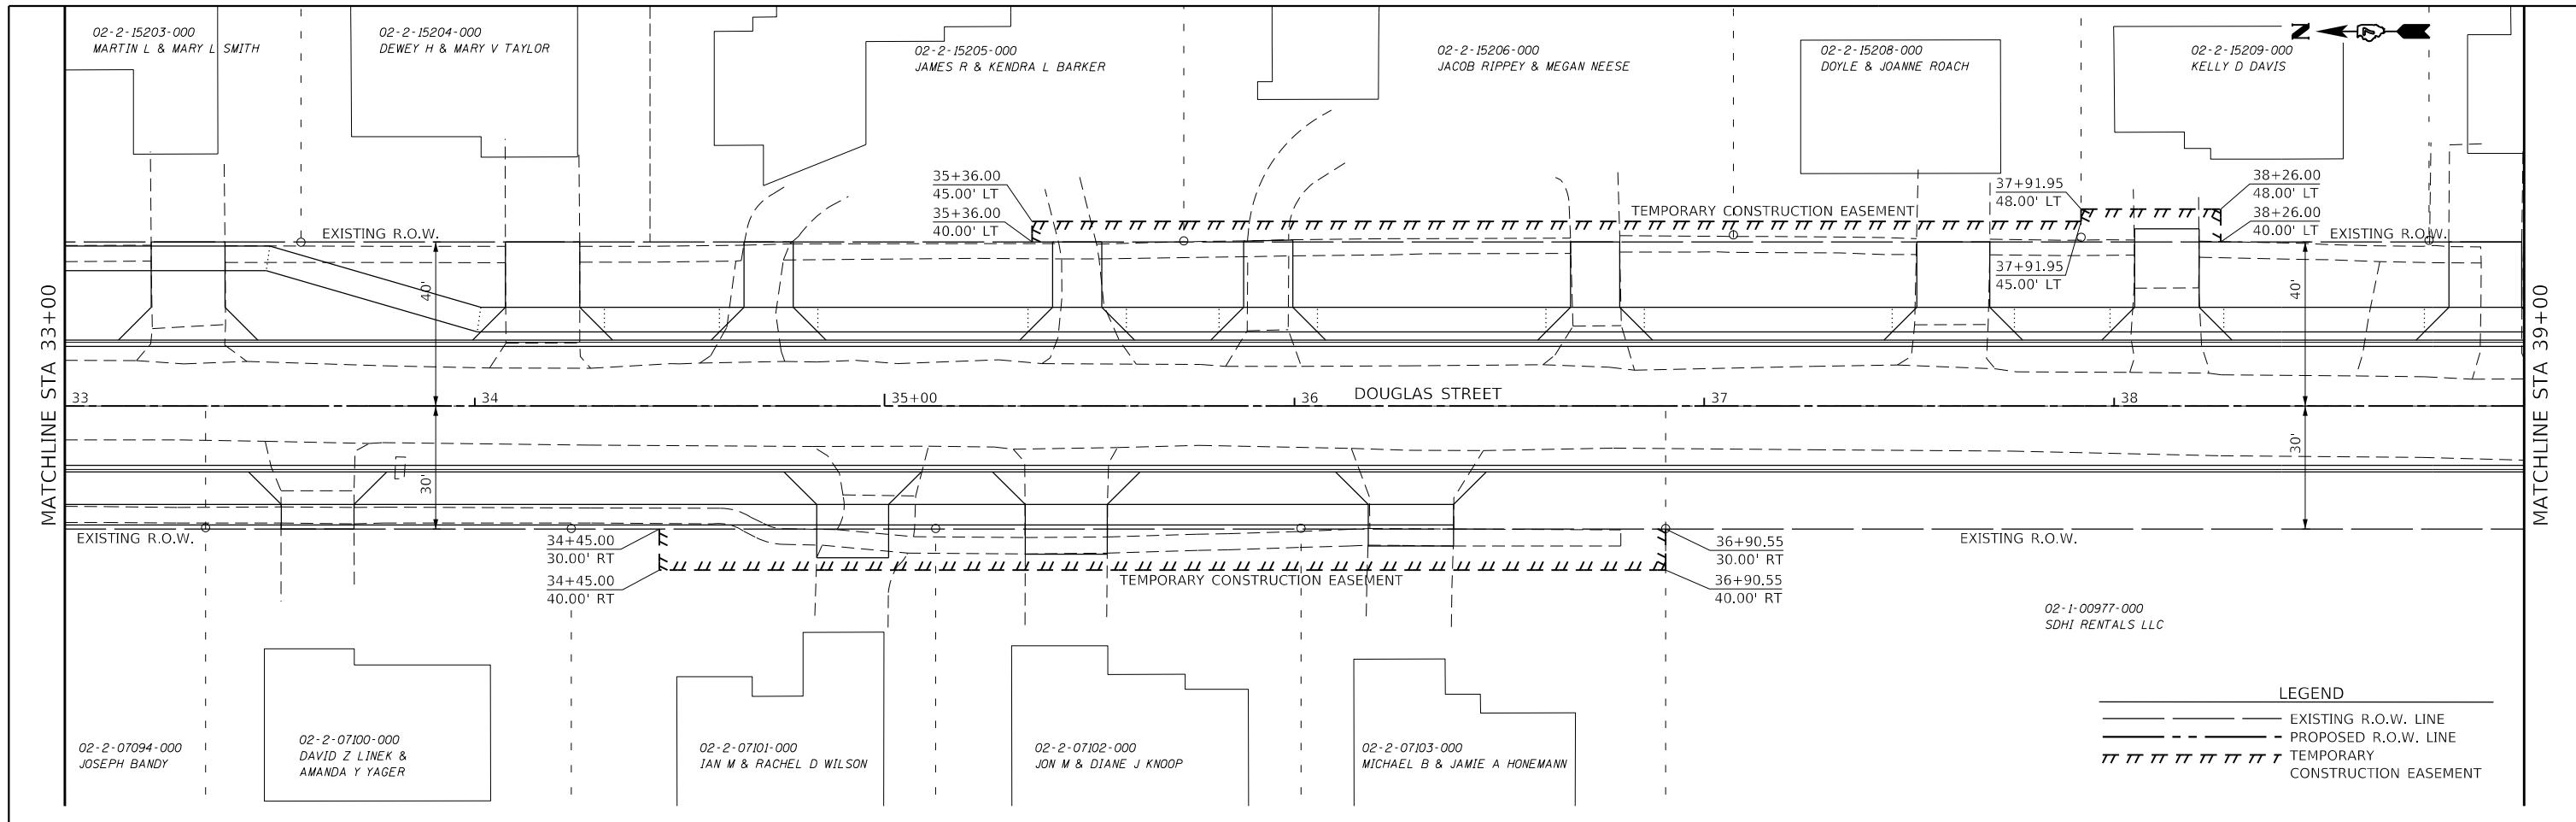 02-2-15203-000
MARTIN L & MARY L SMITH
02-2-15204-000
DEWEY H & MARY V TAYLOR
02-2-15205-000
JAMES R & KENDRA L BARKER
02-2-15206-000
JACOB RIPPEY & MEGAN NEESE
02-2-15208-000
DOYLE & JOANNE ROACH
02-2-15209-000
KELLY D DAVIS
N
35+36.00
45.00' LT
35+36.00
40.00' LT
37+91.95
48.00' LT
38+26.00
48.00' LT
38+26.00
40.00' LT
TEMPORARY CONSTRUCTION EASEMENT
EXISTING R.O.W.
EXISTING R.O.W.
37+91.95
45.00' LT
40'
40'
MATCHLINE STA 33+00
MATCHLINE STA 39+00
33
34
35+00
36
DOUGLAS STREET
37
38
30'
30'
EXISTING R.O.W.
34+45.00
30.00' RT
34+45.00
40.00' RT
TEMPORARY CONSTRUCTION EASEMENT
36+90.55
30.00' RT
36+90.55
40.00' RT
EXISTING R.O.W.
02-1-00977-000
SDHI RENTALS LLC
02-2-07094-000
JOSEPH BANDY
02-2-07100-000
DAVID Z LINEK &
AMANDA Y YAGER
02-2-07101-000
IAN M & RACHEL D WILSON
02-2-07102-000
JON M & DIANE J KNOOP
02-2-07103-000
MICHAEL B & JAMIE A HONEMANN
LEGEND
EXISTING R.O.W. LINE
PROPOSED R.O.W. LINE
TEMPORARY
CONSTRUCTION EASEMENT